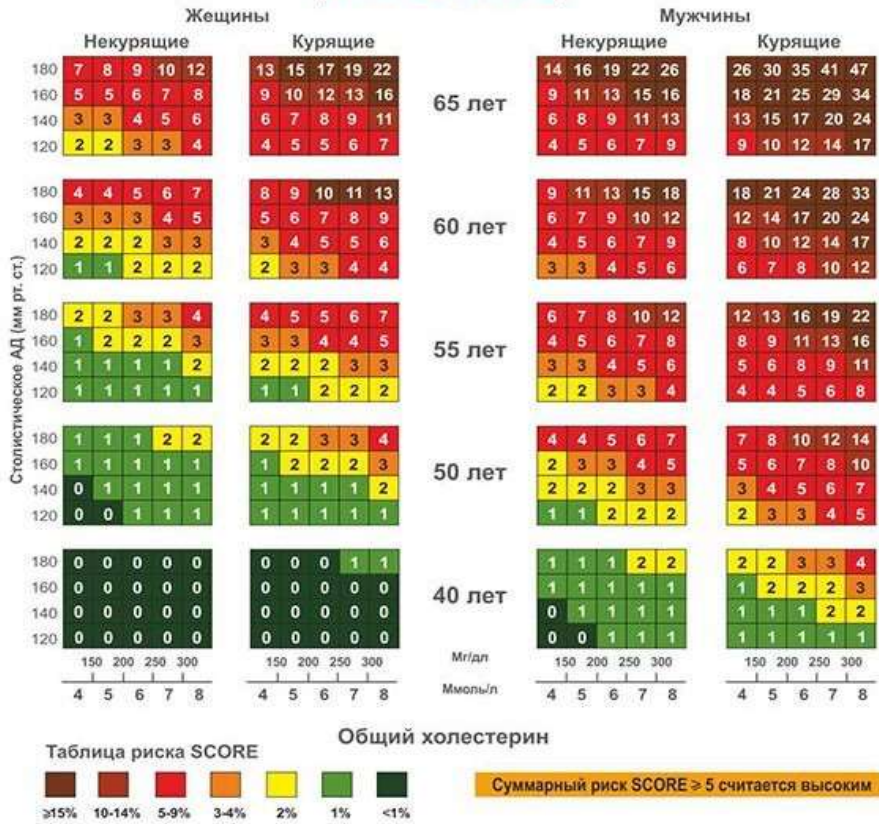 Жещины Мужчины
Некурящие Курящие Некурящие Курящие
Столистическое АД (мм рт. ст.)
180 7 8 9 10 12 13 15 17 19 22 14 16 19 22 26 26 30 35 41 47
160 5 5 6 7 8 9 10 12 13 16 65 лет 9 11 13 15 16 18 21 25 29 34
140 3 3 4 5 6 6 7 8 9 11 6 8 9 11 13 13 15 17 20 24
120 2 2 3 3 4 4 5 5 6 7 4 5 6 7 9 9 10 12 14 17
180 4 4 5 6 7 8 9 10 11 13 9 11 13 15 18 18 21 24 28 33
160 3 3 3 4 5 5 6 7 8 9 60 лет 6 7 9 10 12 12 14 17 20 24
140 2 2 2 3 3 3 4 5 5 6 4 5 6 7 9 8 10 12 14 17
120 1 1 2 2 2 2 3 3 4 4 3 3 4 5 6 6 7 8 10 12
180 2 2 3 3 4 4 5 5 6 7 6 7 8 10 12 12 13 16 19 22
160 1 2 2 2 3 3 3 4 4 5 55 лет 4 5 6 7 8 8 9 11 13 16
140 1 1 1 1 2 2 2 2 3 3 3 3 4 5 6 5 6 8 9 11
120 1 1 1 1 1 1 1 2 2 2 2 2 3 3 4 4 4 5 6 8
180 1 1 1 2 2 2 2 3 3 4 4 4 5 6 7 7 8 10 12 14
160 1 1 1 1 1 1 2 2 2 3 50 лет 2 3 3 4 5 5 6 7 8 10
140 0 1 1 1 1 1 1 1 1 2 2 2 2 3 3 3 4 5 6 7
120 0 0 1 1 1 1 1 1 1 1 1 1 2 2 2 2 3 3 4 5
180 0 0 0 0 0 0 0 0 1 1 1 1 1 2 2 2 2 3 3 4
160 0 0 0 0 0 0 0 0 0 0 40 лет 1 1 1 1 1 1 2 2 2 3
140 0 0 0 0 0 0 0 0 0 0 0 1 1 1 1 1 1 1 2 2
120 0 0 0 0 0 0 0 0 0 0 0 0 1 1 1 1 1 1 1 1
150 200 250 300 150 200 250 300 Мг/дл 150 200 250 300 150 200 250 300
4 5 6 7 8 4 5 6 7 8 Ммоль/л 4 5 6 7 8 4 5 6 7 8
Общий холестерин
Таблица риска SCORE
≥15% 10-14% 5-9% 3-4% 2% 1% <1%
Суммарный риск SCORE ≥ 5 считается высоким